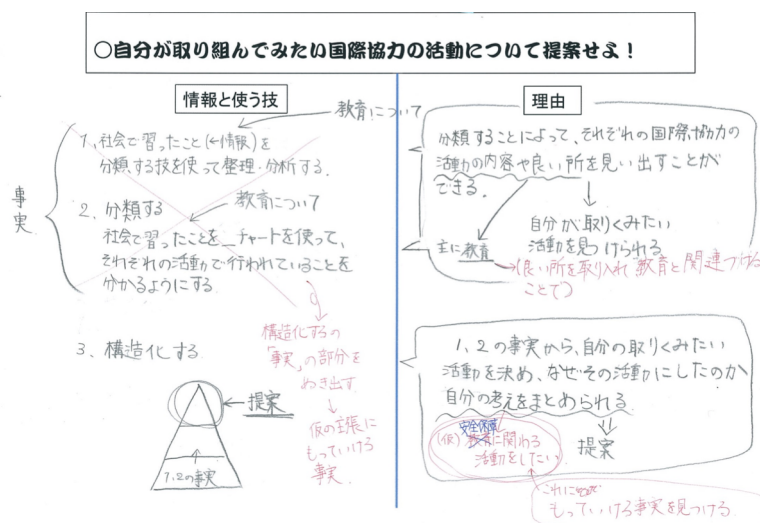 ○自分が取り組んでみたい国際協力の活動について提案せよ！
情報と使う技
教育について
1、社会で習ったこと(←情報)を
分類する技を使って整理・分析する.
事実
教育について
2、分類する
社会で習ったことを＿チャートを使って、
それぞれの活動で行われていることを
分かるようにする.
構造化するの
「事実」の部分を
ぬき出す
↓
仮の主張に
もっていける
事実.
3、構造化する
←提案
1.2の事実
理由
分類することによって、それぞれの国際協力の
活動の内容や良い所を見い出すことが
できる.
自分が取りくみたい
活動を見つけられる
主に教育
(良い所を取り入れ教育と関連づける
ことで)
1、2の事実から、自分の取りくみたい
活動を決め、なぜその活動にしたのか
自分の考えをまとめられる
提案
安全保障
(仮)教育に関わる
活動をしたい.
これに
もっていける事実を見つける.